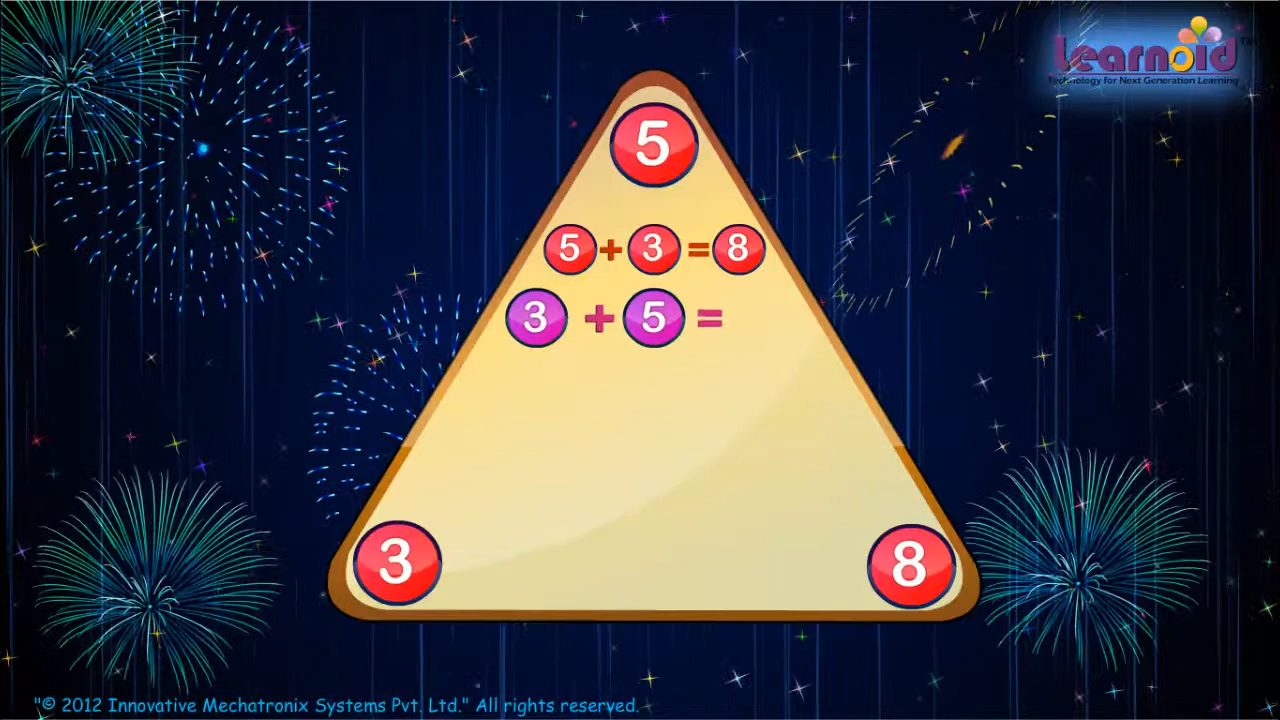 Learnoid™
Technology for Next Generation Learning
5
5 + 3 = 8
3 + 5 =
3 8
"© 2012 Innovative Mechatronix Systems Pvt. Ltd." All rights reserved.